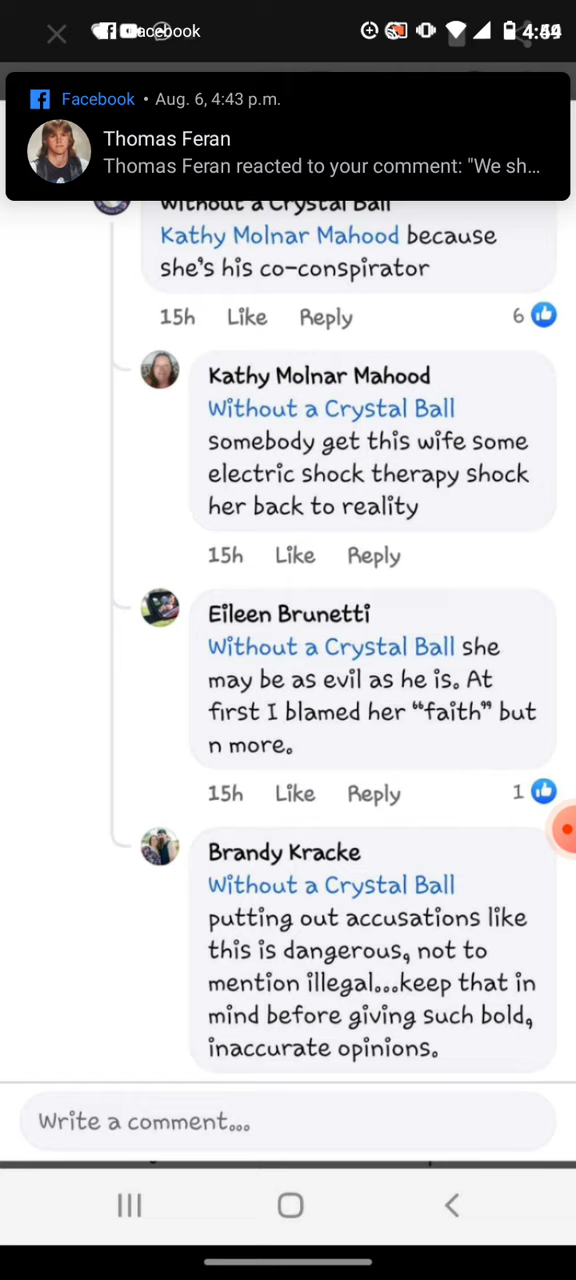 Facebook
4:
Facebook • Aug. 6, 4:43 p.m.
Thomas Feran
Thomas Feran reacted to your comment: "We sh...
Without a Crystal Ball
Kathy Molnar Mahood because
she's his co-conspirator
15h Like Reply 6
Kathy Molnar Mahood
Without a Crystal Ball
somebody get this wife some
electric shock therapy shock
her back to reality
15h Like Reply
Eileen Brunetti
Without a Crystal Ball she
may be as evil as he is. At
first I blamed her “faith” but
n more.
15h Like Reply 1
Brandy Kracke
Without a Crystal Ball
putting out accusations like
this is dangerous, not to
mention illegal...keep that in
mind before giving such bold,
inaccurate opinions.
Write a comment...